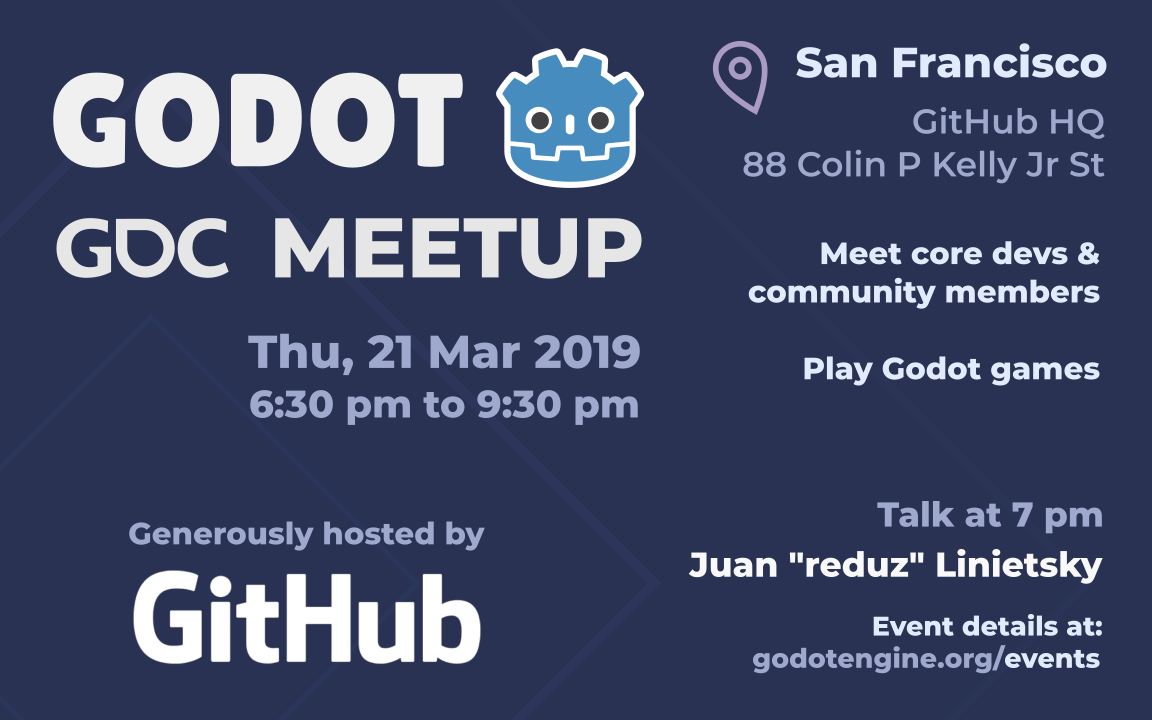 GODOT
GDC MEETUP
Thu, 21 Mar 2019
6:30 pm to 9:30 pm
Generously hosted by
GitHub
San Francisco
GitHub HQ
88 Colin P Kelly Jr St
Meet core devs &
community members
Play Godot games
Talk at 7 pm
Juan "reduz" Linietsky
Event details at:
godotengine.org/events